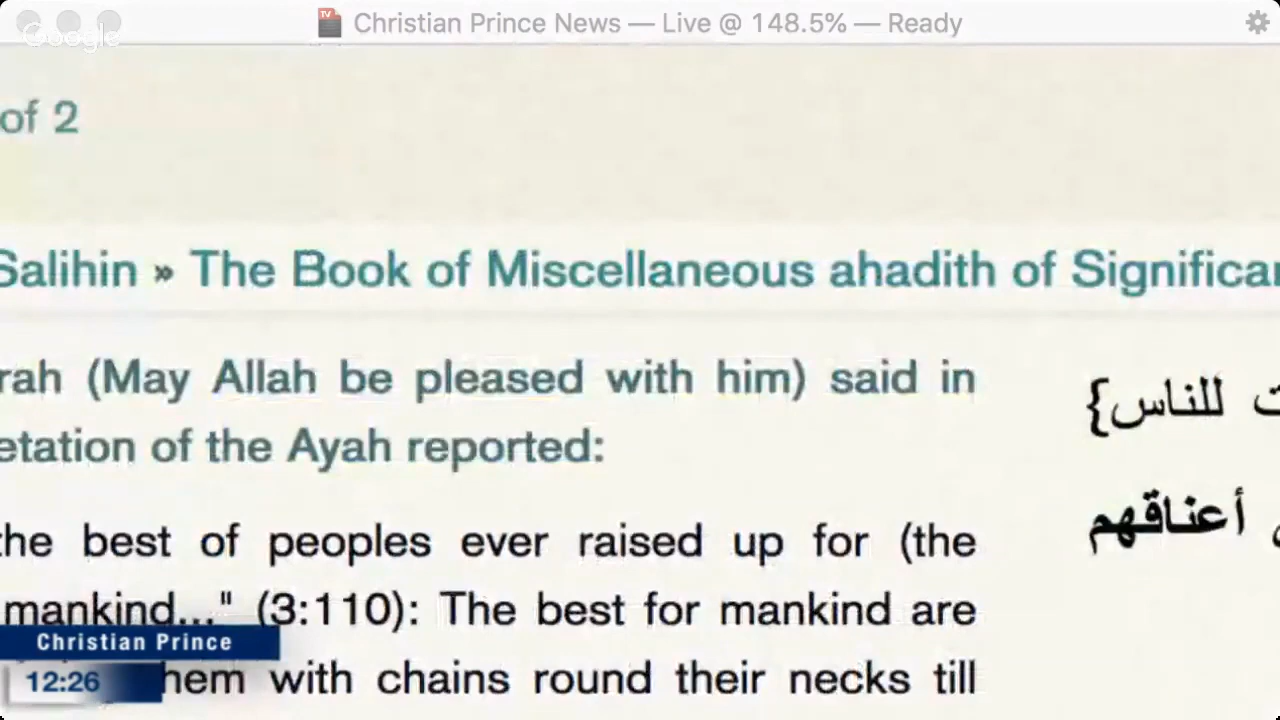 Christian Prince News — Live @ 148.5% — Ready
Google
of 2
Salihin » The Book of Miscellaneous ahadith of Significan
rah (May Allah be pleased with him) said in
etation of the Ayah reported:
ت للناس}
the best of peoples ever raised up for (the
أعناقهم
mankind..." (3:110): The best for mankind are
Christian Prince
12:26
hem with chains round their necks till